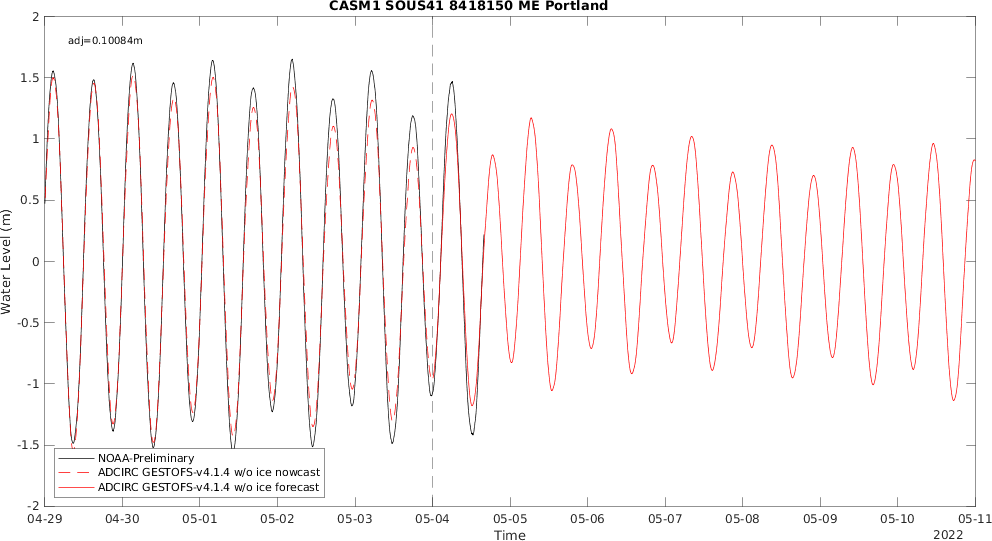 CASM1 SOUS41 8418150 ME Portland
adj=0.10084m
2
1.5
1
0.5
0
-0.5
-1
-1.5
-2
Water Level (m)
NOAA-Preliminary
ADCIRC GESTOFS-v4.1.4 w/o ice nowcast
ADCIRC GESTOFS-v4.1.4 w/o ice forecast
04-29 04-30 05-01 05-02 05-03 05-04 05-05 05-06 05-07 05-08 05-09 05-10 05-11
Time
2022